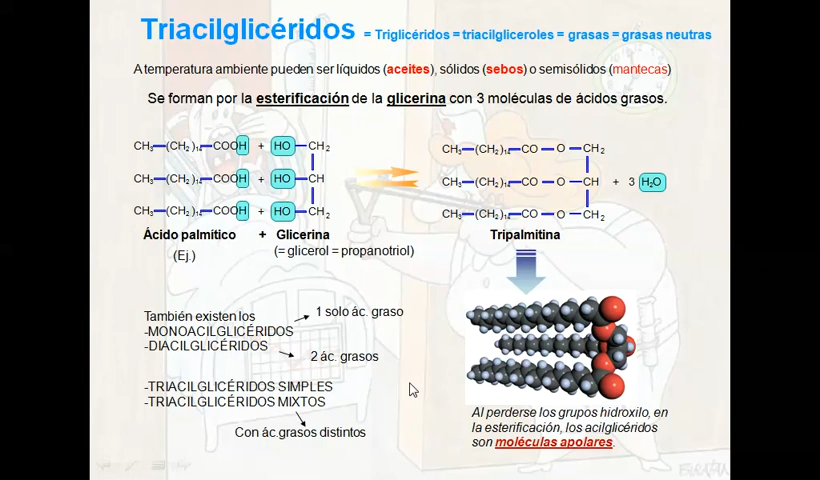 Triacilglicéridos = Triglicéridos = triacilgliceroles = grasas = grasas neutras
A temperatura ambiente pueden ser líquidos (aceites), sólidos (sebos) o semisólidos (mantecas)
Se forman por la esterificación de la glicerina con 3 moléculas de ácidos grasos.
CH3—(CH2)14—COOH + HO—CH2
CH3—(CH2)14—CO—O—CH2
CH3—(CH2)14—COOH + HO—CH
CH3—(CH2)14—CO—O—CH + 3 H2O
CH3—(CH2)14—COOH + HO—CH2
CH3—(CH2)14—CO—O—CH2
Ácido palmítico + Glicerina
Tripalmitina
(Ej.)
(= glicerol = propanotriol)
También existen los
1 solo ác. graso
-MONOACILGLICÉRIDOS
-DIACILGLICÉRIDOS
2 ác. grasos
-TRIACILGLICÉRIDOS SIMPLES
-TRIACILGLICÉRIDOS MIXTOS
Con ác.grasos distintos
Al perderse los grupos hidroxilo, en
la esterificación, los acilglicéridos
son moléculas apolares.